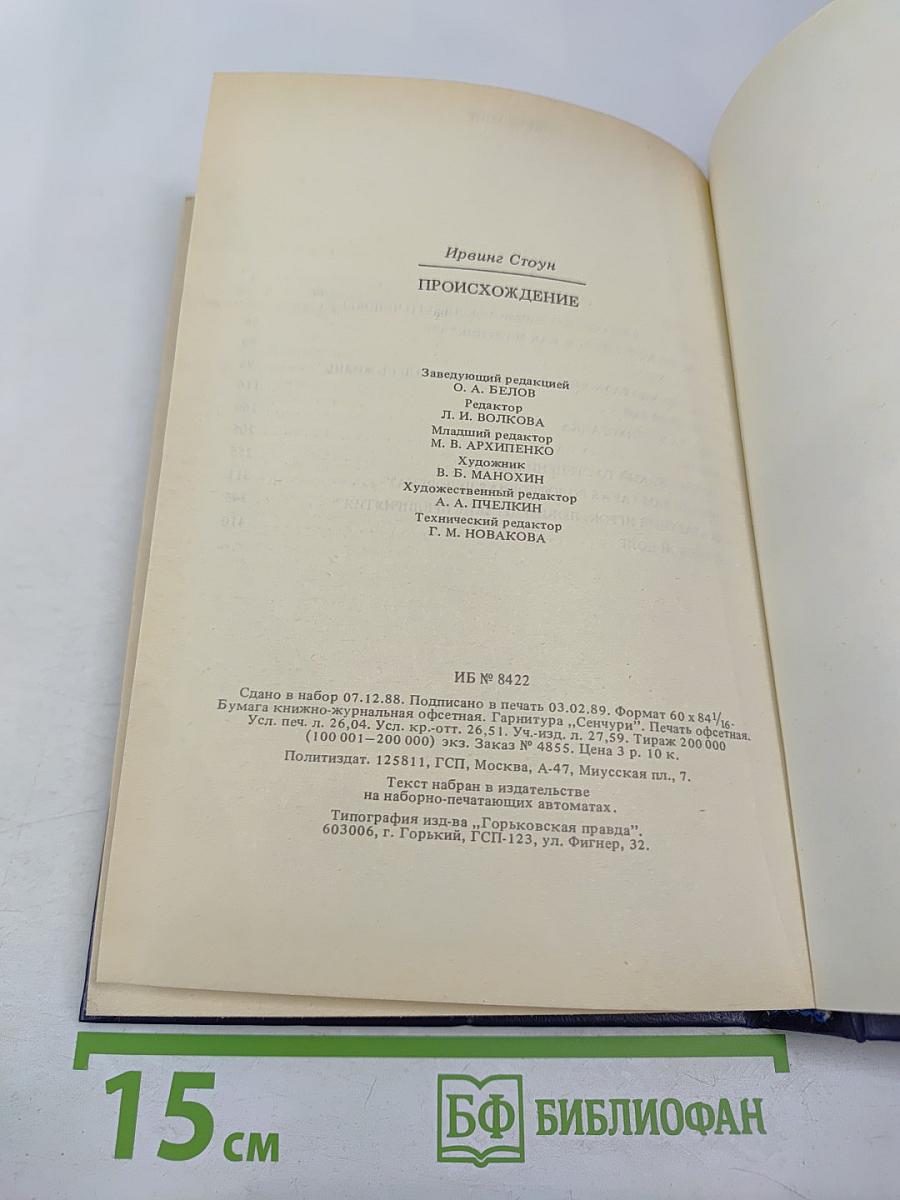 Ирвинг Стоун
ПРОИСХОЖДЕНИЕ
Заведующий редакцией
О. А. БЕЛОВ
Редактор
Л. И. ВОЛКОВА
Младший редактор
М. В. АРХИПЕНКО
Художник
В. Б. МАНОХИН
Художественный редактор
А. А. ПЧЕЛКИН
Технический редактор
Г. М. НОВАКОВА
ИБ № 8422
Сдано в набор 07.12.88. Подписано в печать 03.02.89. Формат 60 х 84 1/16.
Бумага книжно-журнальная офсетная. Гарнитура „Сенчури”. Печать офсетная.
Усл. печ. л. 26,04. Усл. кр.-отт. 26,51. Уч.-изд. л. 27,59. Тираж 200 000
(100 001—200 000) экз. Заказ № 4855. Цена 3 р. 10 к.
Политиздат. 125811, ГСП, Москва, А-47, Миусская пл., 7.
Текст набран в издательстве
на наборно-печатающих автоматах.
Типография изд-ва „Горьковская правда”.
603006, г. Горький, ГСП-123, ул. Фигнер, 32.
15 см
БФ БИБЛИОФАН